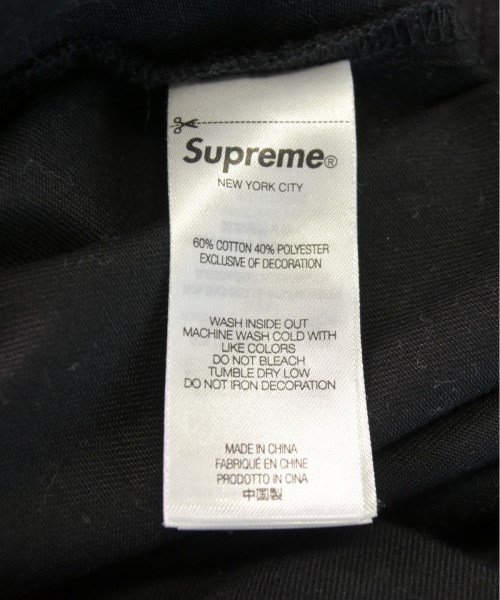 Supreme®
NEW YORK CITY
60% COTTON 40% POLYESTER
EXCLUSIVE OF DECORATION
WASH INSIDE OUT
MACHINE WASH COLD WITH
LIKE COLORS
DO NOT BLEACH
TUMBLE DRY LOW
DO NOT IRON DECORATION
MADE IN CHINA
FABRIQUÉ EN CHINE
PRODOTTO IN CINA
中国製